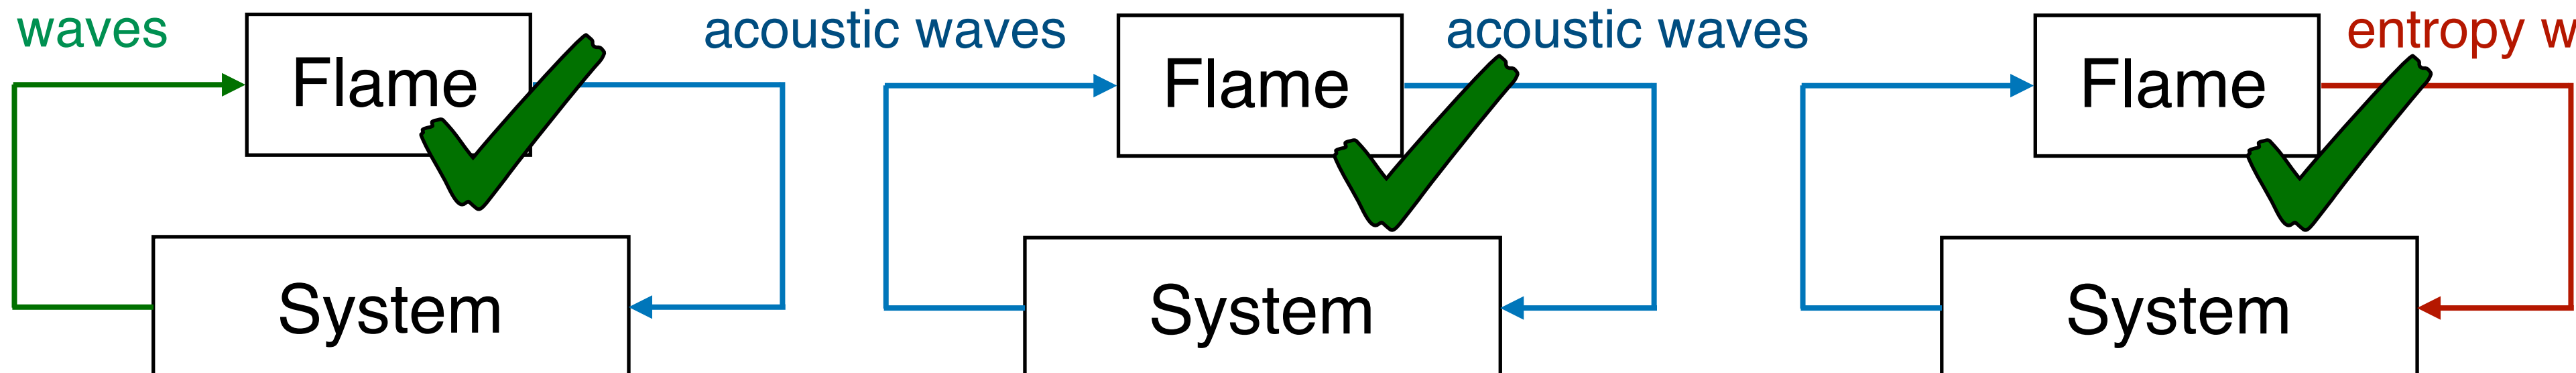 waves
Flame
acoustic waves
Flame
acoustic waves
Flame
entropy
System
System
System